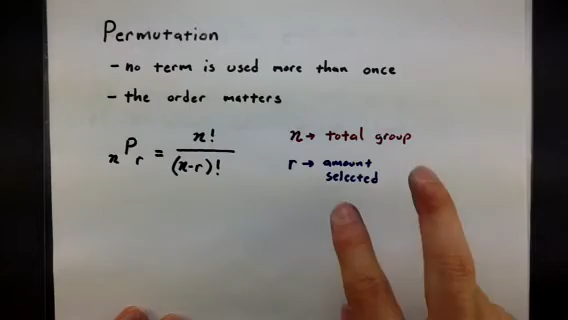 Permutation
- no term is used more than once
- the order matters
nPr = n! / (n-r)!
n → total group
r → amount
selected